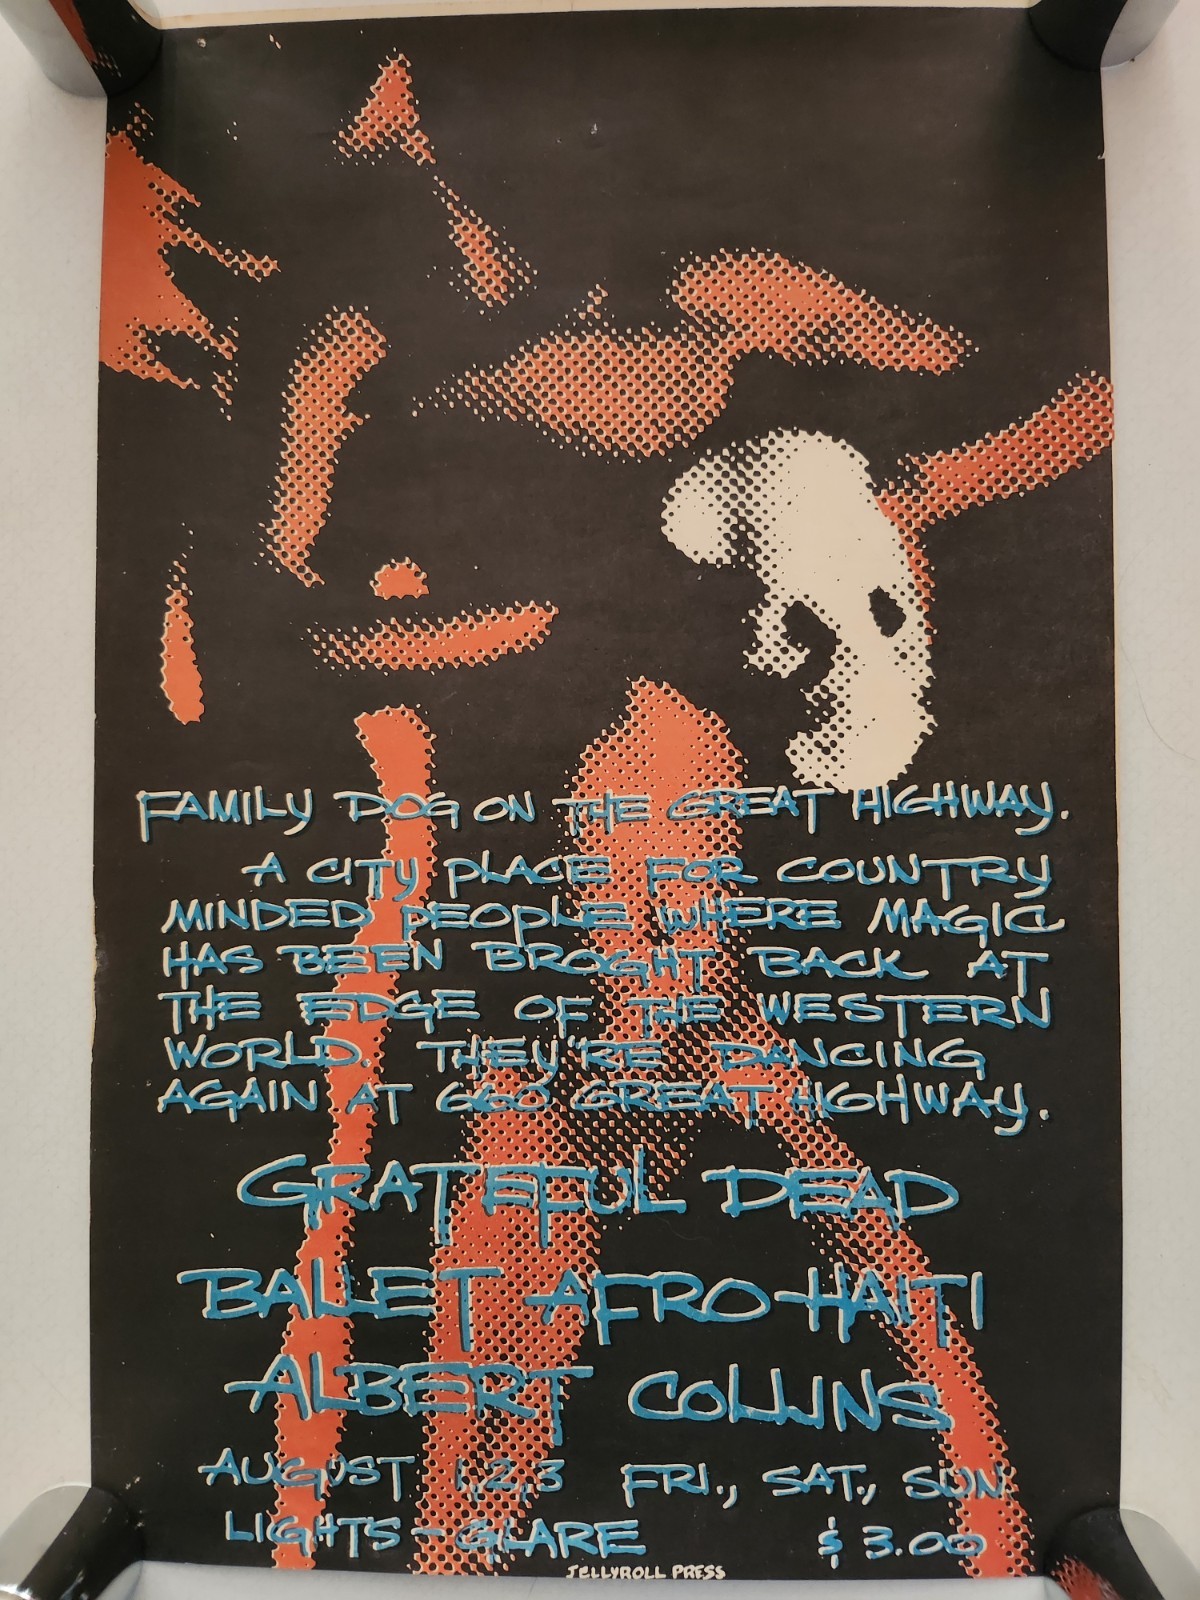 FAMILY DOG ON THE GREAT HIGHWAY.
A CITY PLACE FOR COUNTRY
MINDED PEOPLE WHERE MAGIC
HAS BEEN BROGHT BACK AT
THE EDGE OF THE WESTERN
WORLD. THEY'RE DANCING
AGAIN AT 660 GREAT HIGHWAY.
GRATEFUL DEAD
BALLET AFRO-HAITI
ALBERT COLLINS
AUGUST 1,2,3 FRI., SAT., SUN
LIGHTS-GLARE $3.00
JELLYROLL PRESS